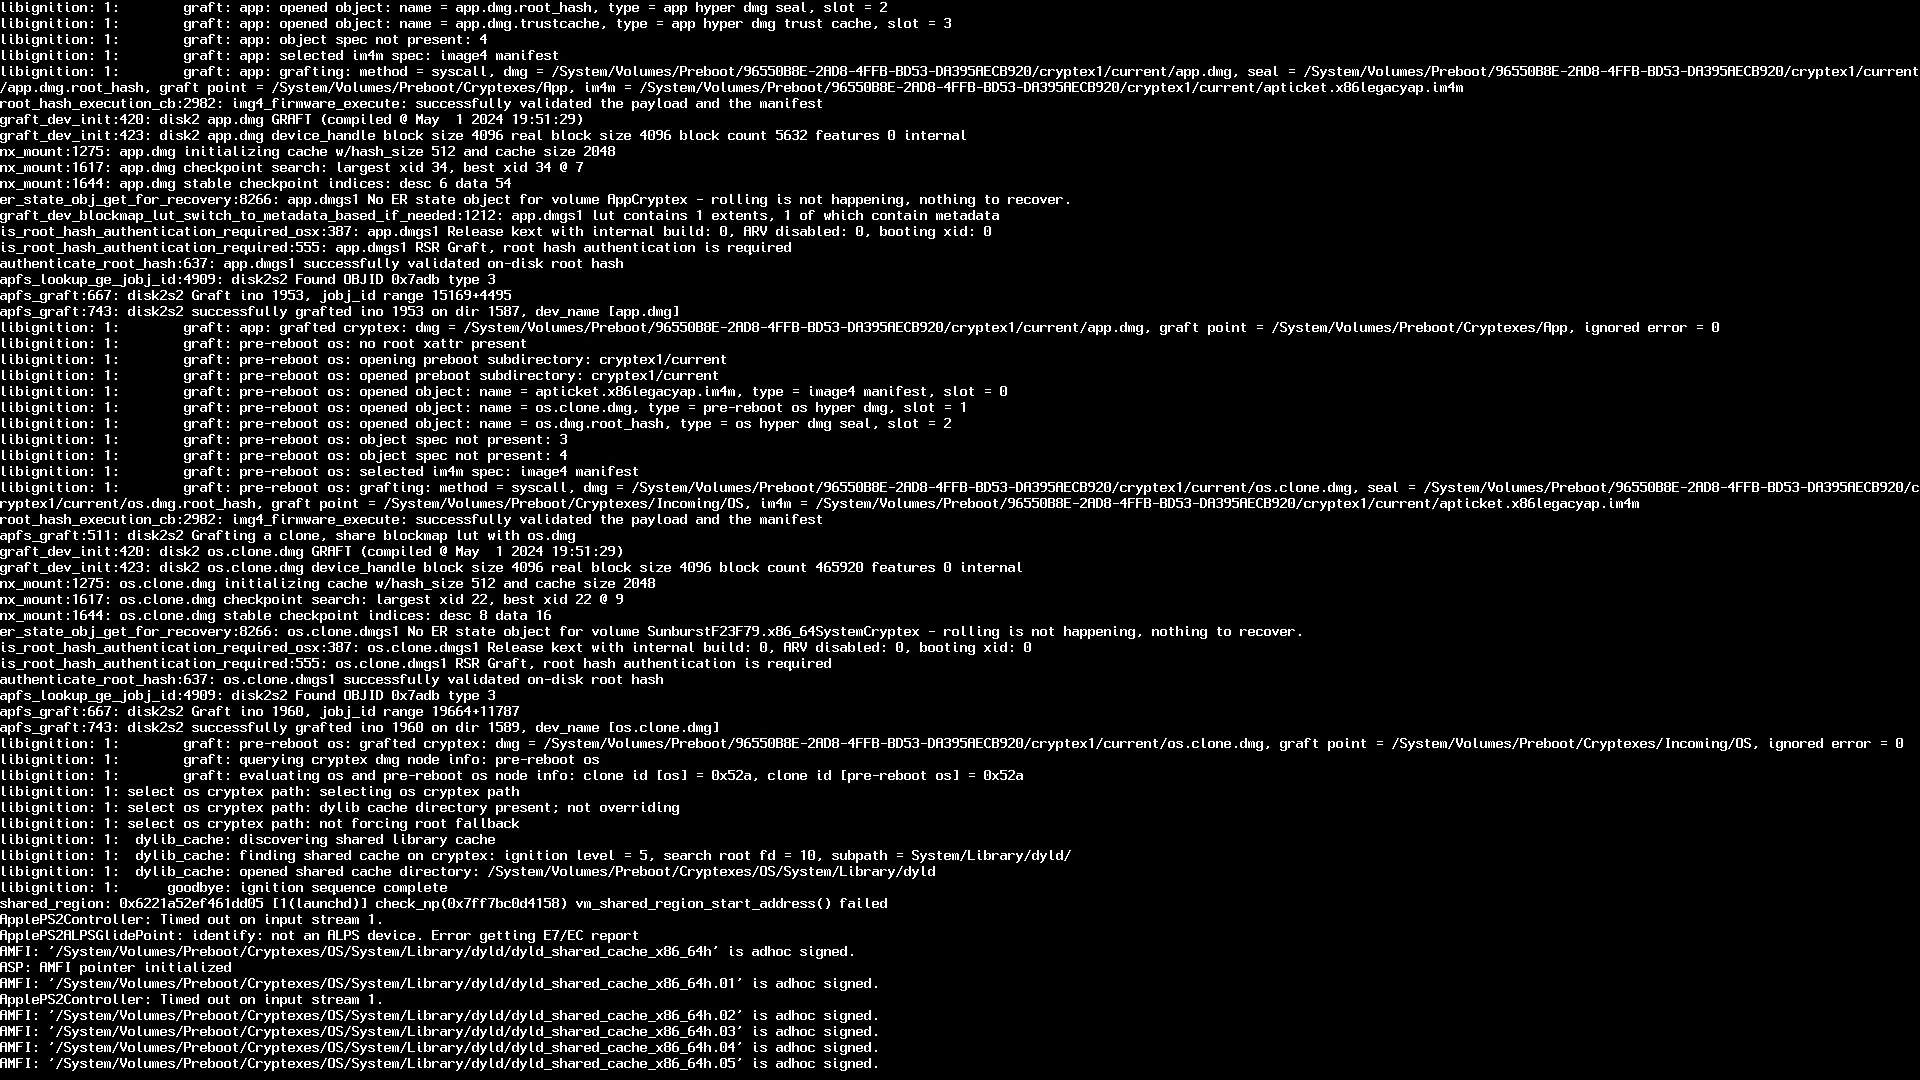 libignition: 1:        graft: app: opened object: name = app.dmg.root_hash, type = app hyper dmg seal, slot = 2
libignition: 1:        graft: app: opened object: name = app.dmg.trustcache, type = app hyper dmg trust cache, slot = 3
libignition: 1:        graft: app: object spec not present: 4
libignition: 1:        graft: app: selected im4m spec: image4 manifest
libignition: 1:        graft: app: grafting: method = syscall, dmg = /System/Volumes/Preboot/96550B8E-2AD8-4FFB-BD53-DA395AECB920/cryptex1/current/app.dmg, seal = /System/Volumes/Preboot/96550B8E-2AD8-4FFB-BD53-DA395AECB920/cryptex1/current
/app.dmg.root_hash, graft point = /System/Volumes/Preboot/Cryptexes/App, im4m = /System/Volumes/Preboot/96550B8E-2AD8-4FFB-BD53-DA395AECB920/cryptex1/current/apticket.x86legacyap.im4m
root_hash_execution_cb:2982: img4_firmware_execute: successfully validated the payload and the manifest
graft_dev_init:420: disk2 app.dmg GRAFT (compiled @ May  1 2024 19:51:29)
graft_dev_init:423: disk2 app.dmg device_handle block size 4096 real block size 4096 block count 5632 features 0 internal
nx_mount:1275: app.dmg initializing cache w/hash_size 512 and cache size 2048
nx_mount:1617: app.dmg checkpoint search: largest xid 34, best xid 34 @ 7
nx_mount:1644: app.dmg stable checkpoint indices: desc 6 data 54
er_state_obj_get_for_recovery:8266: app.dmgs1 No ER state object for volume AppCryptex - rolling is not happening, nothing to recover.
graft_dev_blockmap_lut_switch_to_metadata_based_if_needed:1212: app.dmgs1 lut contains 1 extents, 1 of which contain metadata
is_root_hash_authentication_required_osx:387: app.dmgs1 Release kext with internal build: 0, ARV disabled: 0, booting xid: 0
is_root_hash_authentication_required:555: app.dmgs1 RSR Graft, root hash authentication is required
authenticate_root_hash:637: app.dmgs1 successfully validated on-disk root hash
apfs_lookup_ge_jobj_id:4909: disk2s2 Found OBJID 0x7adb type 3
apfs_graft:667: disk2s2 Graft ino 1953, jobj_id range 15169+4495
apfs_graft:743: disk2s2 successfully grafted ino 1953 on dir 1587, dev_name [app.dmg]
libignition: 1:        graft: app: grafted cryptex: dmg = /System/Volumes/Preboot/96550B8E-2AD8-4FFB-BD53-DA395AECB920/cryptex1/current/app.dmg, graft point = /System/Volumes/Preboot/Cryptexes/App, ignored error = 0
libignition: 1:        graft: pre-reboot os: no root xattr present
libignition: 1:        graft: pre-reboot os: opening preboot subdirectory: cryptex1/current
libignition: 1:        graft: pre-reboot os: opened preboot subdirectory: cryptex1/current
libignition: 1:        graft: pre-reboot os: opened object: name = apticket.x86legacyap.im4m, type = image4 manifest, slot = 0
libignition: 1:        graft: pre-reboot os: opened object: name = os.clone.dmg, type = pre-reboot os hyper dmg, slot = 1
libignition: 1:        graft: pre-reboot os: opened object: name = os.dmg.root_hash, type = os hyper dmg seal, slot = 2
libignition: 1:        graft: pre-reboot os: object spec not present: 3
libignition: 1:        graft: pre-reboot os: object spec not present: 4
libignition: 1:        graft: pre-reboot os: selected im4m spec: image4 manifest
libignition: 1:        graft: pre-reboot os: grafting: method = syscall, dmg = /System/Volumes/Preboot/96550B8E-2AD8-4FFB-BD53-DA395AECB920/cryptex1/current/os.clone.dmg, seal = /System/Volumes/Preboot/96550B8E-2AD8-4FFB-BD53-DA395AECB920/c
ryptex1/current/os.dmg.root_hash, graft point = /System/Volumes/Preboot/Cryptexes/Incoming/OS, im4m = /System/Volumes/Preboot/96550B8E-2AD8-4FFB-BD53-DA395AECB920/cryptex1/current/apticket.x86legacyap.im4m
root_hash_execution_cb:2982: img4_firmware_execute: successfully validated the payload and the manifest
apfs_graft:511: disk2s2 Grafting a clone, share blockmap lut with os.dmg
graft_dev_init:420: disk2 os.clone.dmg GRAFT (compiled @ May  1 2024 19:51:29)
graft_dev_init:423: disk2 os.clone.dmg device_handle block size 4096 real block size 4096 block count 465920 features 0 internal
nx_mount:1275: os.clone.dmg initializing cache w/hash_size 512 and cache size 2048
nx_mount:1617: os.clone.dmg checkpoint search: largest xid 22, best xid 22 @ 9
nx_mount:1644: os.clone.dmg stable checkpoint indices: desc 8 data 16
er_state_obj_get_for_recovery:8266: os.clone.dmgs1 No ER state object for volume SunburstF23F79.x86_64SystemCryptex - rolling is not happening, nothing to recover.
is_root_hash_authentication_required_osx:387: os.clone.dmgs1 Release kext with internal build: 0, ARV disabled: 0, booting xid: 0
is_root_hash_authentication_required:555: os.clone.dmgs1 RSR Graft, root hash authentication is required
authenticate_root_hash:637: os.clone.dmgs1 successfully validated on-disk root hash
apfs_lookup_ge_jobj_id:4909: disk2s2 Found OBJID 0x7adb type 3
apfs_graft:667: disk2s2 Graft ino 1960, jobj_id range 19664+11787
apfs_graft:743: disk2s2 successfully grafted ino 1960 on dir 1589, dev_name [os.clone.dmg]
libignition: 1:        graft: pre-reboot os: grafted cryptex: dmg = /System/Volumes/Preboot/96550B8E-2AD8-4FFB-BD53-DA395AECB920/cryptex1/current/os.clone.dmg, graft point = /System/Volumes/Preboot/Cryptexes/Incoming/OS, ignored error = 0
libignition: 1:        graft: querying cryptex dmg node info: pre-reboot os
libignition: 1:        graft: evaluating os and pre-reboot os node info: clone id [os] = 0x52a, clone id [pre-reboot os] = 0x52a
libignition: 1: select os cryptex path: selecting os cryptex path
libignition: 1: select os cryptex path: dylib cache directory present; not overriding
libignition: 1: select os cryptex path: not forcing root fallback
libignition: 1:  dylib_cache: discovering shared library cache
libignition: 1:  dylib_cache: finding shared cache on cryptex: ignition level = 5, search root fd = 10, subpath = System/Library/dyld/
libignition: 1:  dylib_cache: opened shared cache directory: /System/Volumes/Preboot/Cryptexes/OS/System/Library/dyld
libignition: 1:      goodbye: ignition sequence complete
shared_region: 0x6221a52ef461dd05 [1(launchd)] check_np(0x7ff7bc0d4158) vm_shared_region_start_address() failed
ApplePS2Controller: Timed out on input stream 1.
ApplePS2ALPSGlidePoint: identify: not an ALPS device. Error getting E7/EC report
AMFI: '/System/Volumes/Preboot/Cryptexes/OS/System/Library/dyld/dyld_shared_cache_x86_64h' is adhoc signed.
ASP: AMFI pointer initialized
AMFI: '/System/Volumes/Preboot/Cryptexes/OS/System/Library/dyld/dyld_shared_cache_x86_64h.01' is adhoc signed.
ApplePS2Controller: Timed out on input stream 1.
AMFI: '/System/Volumes/Preboot/Cryptexes/OS/System/Library/dyld/dyld_shared_cache_x86_64h.02' is adhoc signed.
AMFI: '/System/Volumes/Preboot/Cryptexes/OS/System/Library/dyld/dyld_shared_cache_x86_64h.03' is adhoc signed.
AMFI: '/System/Volumes/Preboot/Cryptexes/OS/System/Library/dyld/dyld_shared_cache_x86_64h.04' is adhoc signed.
AMFI: '/System/Volumes/Preboot/Cryptexes/OS/System/Library/dyld/dyld_shared_cache_x86_64h.05' is adhoc signed.